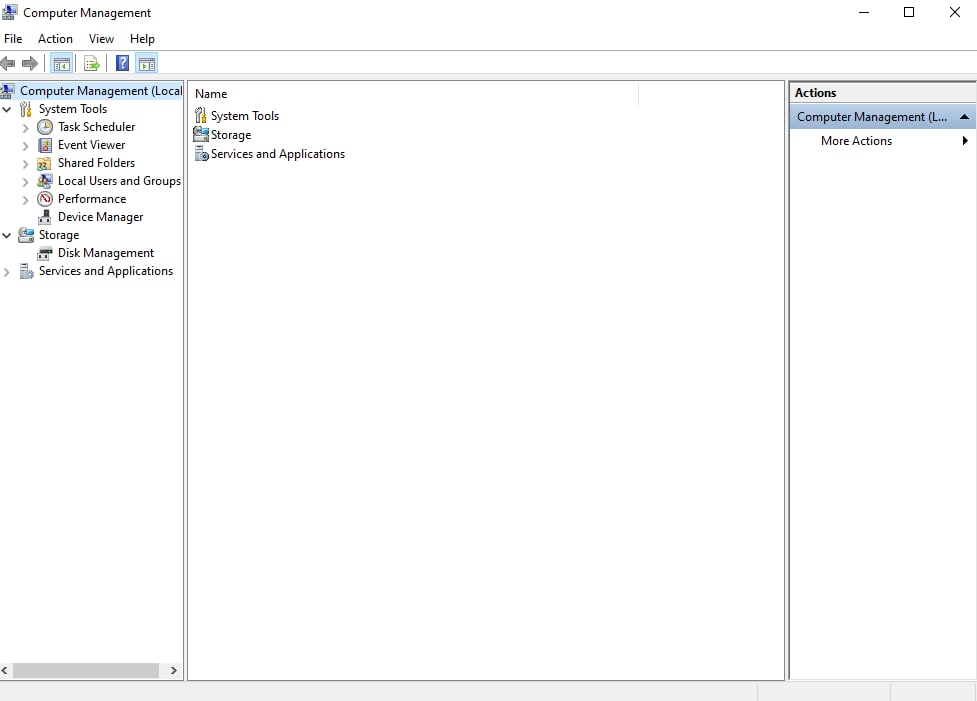 Computer Management
File Action View Help
Computer Management (Local
System Tools
Task Scheduler
Event Viewer
Shared Folders
Local Users and Groups
Performance
Device Manager
Storage
Disk Management
Services and Applications
Name
System Tools
Storage
Services and Applications
Actions
Computer Management (L...
More Actions